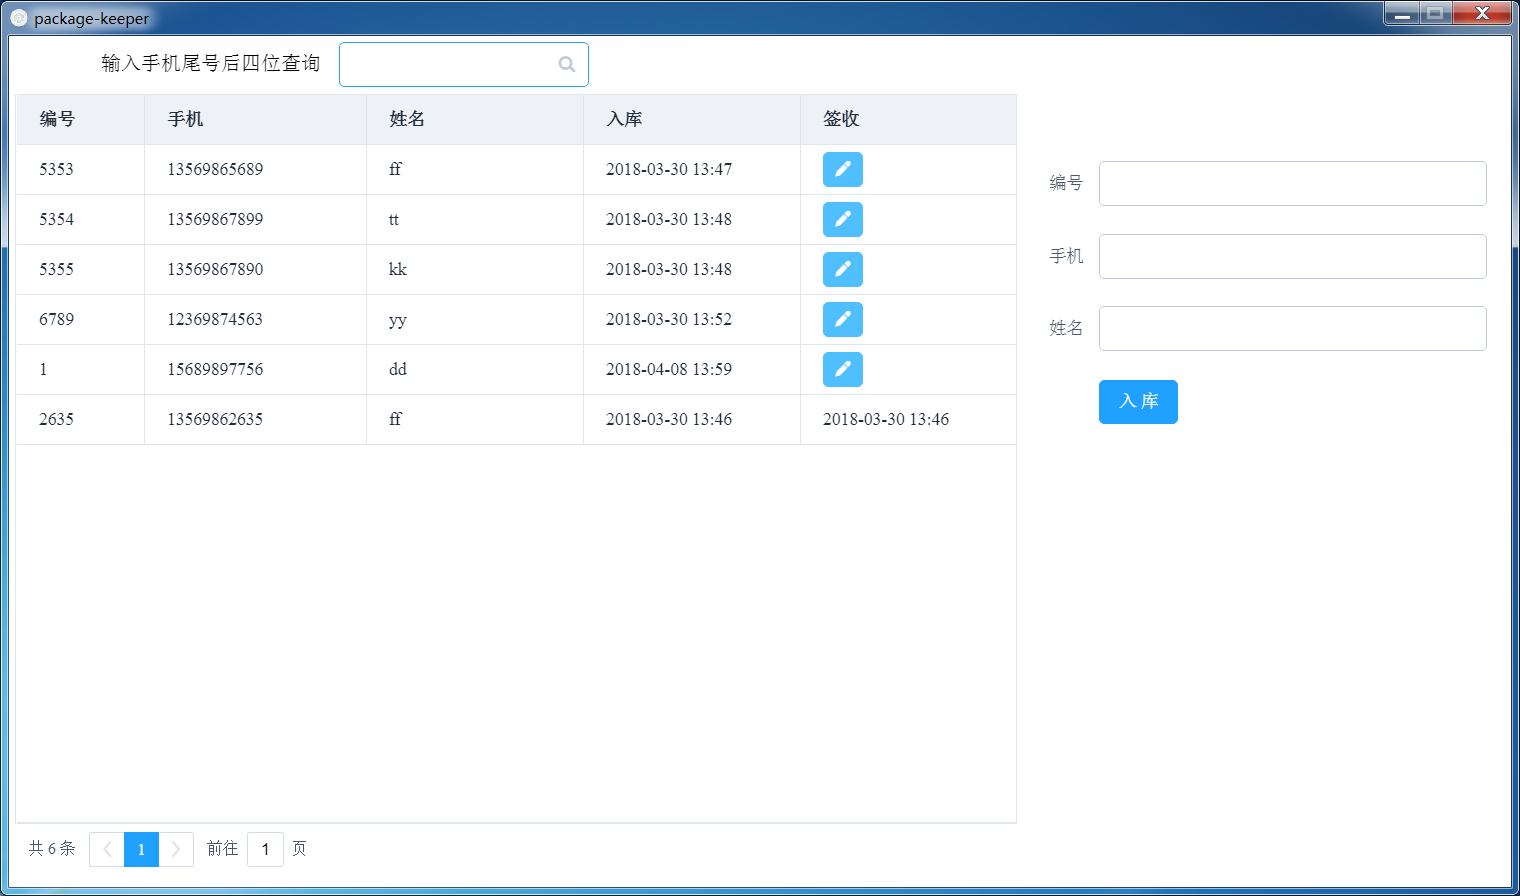 package-keeper
输入手机尾号后四位查询
编号 手机 姓名 入库 签收
5353 13569865689 ff 2018-03-30 13:47
5354 13569867899 tt 2018-03-30 13:48
5355 13569867890 kk 2018-03-30 13:48
6789 12369874563 yy 2018-03-30 13:52
1 15689897756 dd 2018-04-08 13:59
2635 13569862635 ff 2018-03-30 13:46 2018-03-30 13:46
编号
手机
姓名
入 库
共 6 条 1 前往 1 页